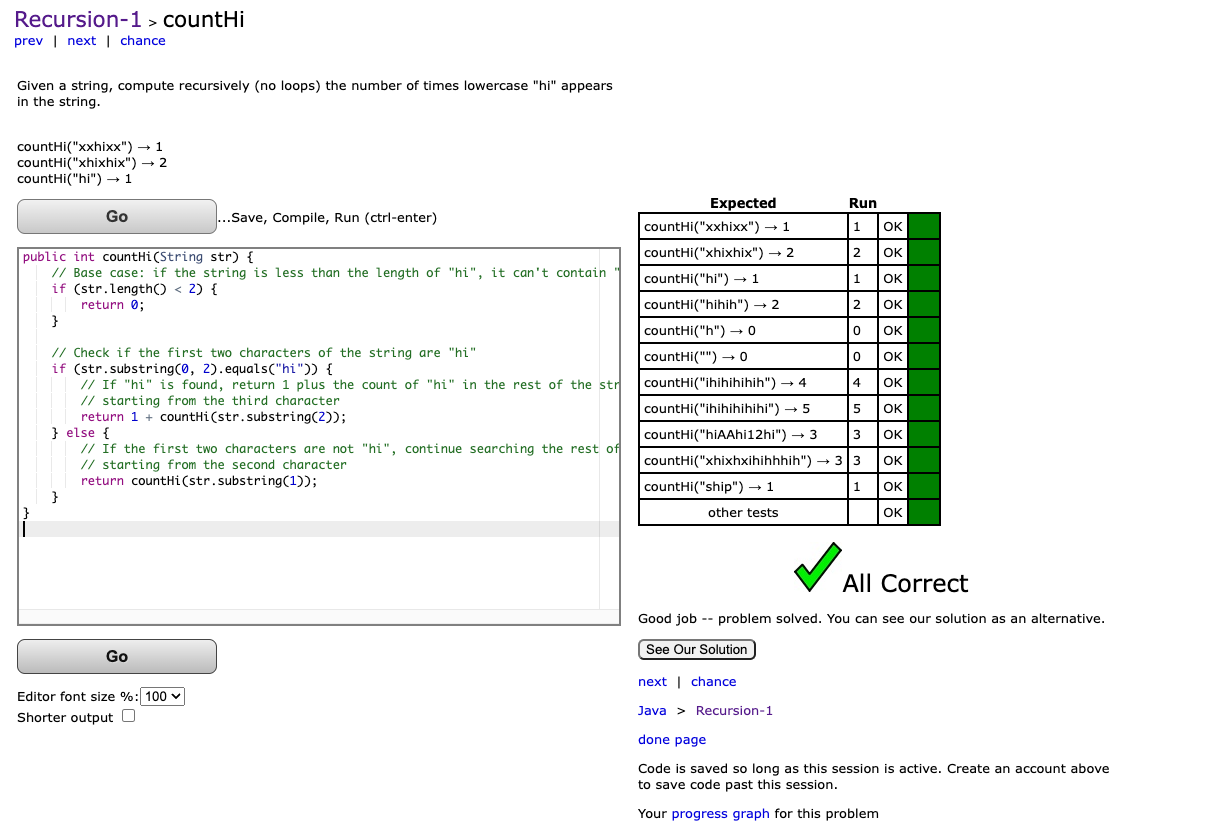 Recursion-1 > countHi
prev | next | chance
Given a string, compute recursively (no loops) the number of times lowercase "hi" appears
in the string.
countHi("xxhixx") → 1
countHi("xhixhix") → 2
countHi("hi") → 1
Go
...Save, Compile, Run (ctrl-enter)
public int countHi(String str) {
    // Base case: if the string is less than the length of "hi", it can't contain "
    if (str.length() < 2) {
        return 0;
    }
    // Check if the first two characters of the string are "hi"
    if (str.substring(0, 2).equals("hi")) {
        // If "hi" is found, return 1 plus the count of "hi" in the rest of the str
        // starting from the third character
        return 1 + countHi(str.substring(2));
    } else {
        // If the first two characters are not "hi", continue searching the rest of
        // starting from the second character
        return countHi(str.substring(1));
    }
}
Go
Editor font size %: 100
Shorter output
Expected Run
countHi("xxhixx") → 1 1 OK
countHi("xhixhix") → 2 2 OK
countHi("hi") → 1 1 OK
countHi("hihih") → 2 2 OK
countHi("h") → 0 0 OK
countHi("") → 0 0 OK
countHi("ihihihihih") → 4 4 OK
countHi("ihihihihihi") → 5 5 OK
countHi("hiAAhi12hi") → 3 3 OK
countHi("xhixhxihihhhih") → 3 3 OK
countHi("ship") → 1 1 OK
other tests OK
All Correct
Good job -- problem solved. You can see our solution as an alternative.
See Our Solution
next | chance
Java > Recursion-1
done page
Code is saved so long as this session is active. Create an account above
to save code past this session.
Your progress graph for this problem